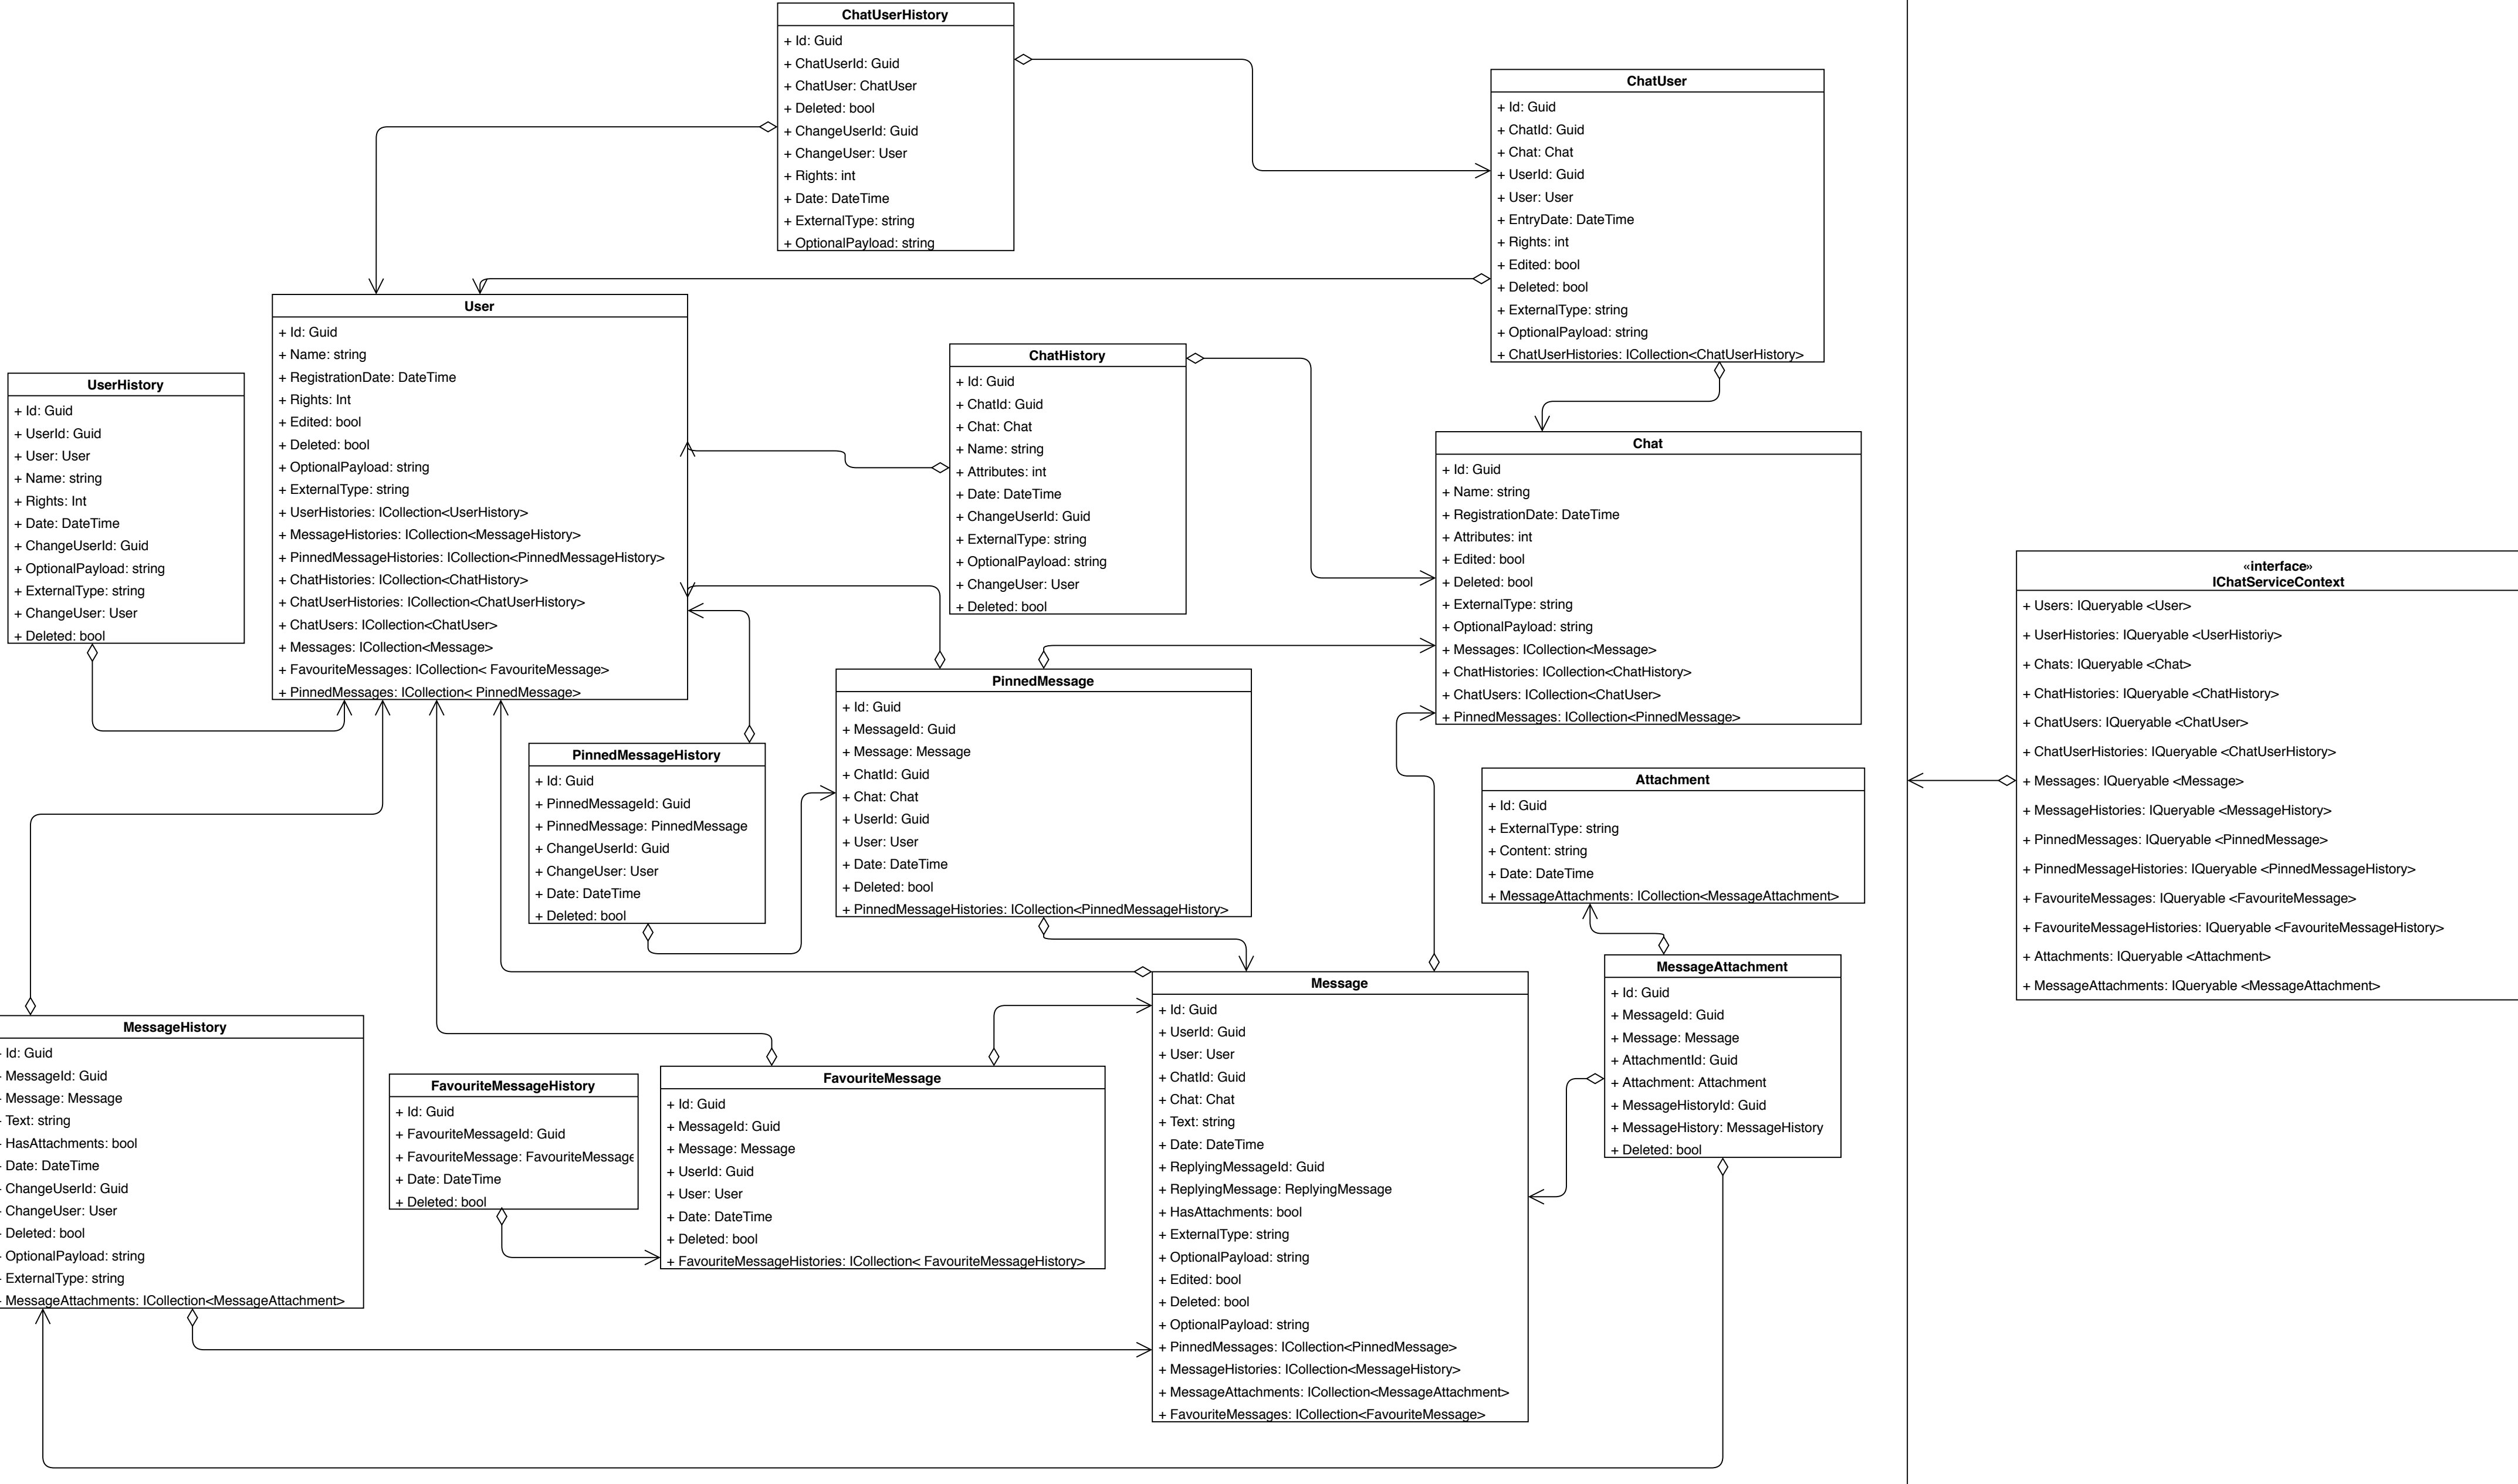 ChatUserHistory
+ Id: Guid
+ ChatUserId: Guid
+ ChatUser: ChatUser
+ Deleted: bool
+ ChangeUserId: Guid
+ ChangeUser: User
+ Rights: int
+ Date: DateTime
+ ExternalType: string
+ OptionalPayload: string
ChatUser
+ Id: Guid
+ ChatId: Guid
+ Chat: Chat
+ UserId: Guid
+ User: User
+ EntryDate: DateTime
+ Rights: int
+ Edited: bool
+ Deleted: bool
+ ExternalType: string
+ OptionalPayload: string
+ ChatUserHistories: ICollection<ChatUserHistory>
User
+ Id: Guid
+ Name: string
+ RegistrationDate: DateTime
+ Rights: Int
+ Edited: bool
+ Deleted: bool
+ OptionalPayload: string
+ ExternalType: string
+ UserHistories: ICollection<UserHistory>
+ MessageHistories: ICollection<MessageHistory>
+ PinnedMessageHistories: ICollection<PinnedMessageHistory>
+ ChatHistories: ICollection<ChatHistory>
+ ChatUserHistories: ICollection<ChatUserHistory>
+ ChatUsers: ICollection<ChatUser>
+ Messages: ICollection<Message>
+ FavouriteMessages: ICollection< FavouriteMessage>
+ PinnedMessages: ICollection< PinnedMessage>
UserHistory
+ Id: Guid
+ UserId: Guid
+ User: User
+ Name: string
+ Rights: Int
+ Date: DateTime
+ ChangeUserId: Guid
+ OptionalPayload: string
+ ExternalType: string
+ ChangeUser: User
+ Deleted: bool
ChatHistory
+ Id: Guid
+ ChatId: Guid
+ Chat: Chat
+ Name: string
+ Attributes: int
+ Date: DateTime
+ ChangeUserId: Guid
+ ExternalType: string
+ OptionalPayload: string
+ ChangeUser: User
+ Deleted: bool
Chat
+ Id: Guid
+ Name: string
+ RegistrationDate: DateTime
+ Attributes: int
+ Edited: bool
+ Deleted: bool
+ ExternalType: string
+ OptionalPayload: string
+ Messages: ICollection<Message>
+ ChatHistories: ICollection<ChatHistory>
+ ChatUsers: ICollection<ChatUser>
+ PinnedMessages: ICollection<PinnedMessage>
«interface»
IChatServiceContext
+ Users: IQueryable <User>
+ UserHistories: IQueryable <UserHistoriy>
+ Chats: IQueryable <Chat>
+ ChatHistories: IQueryable <ChatHistory>
+ ChatUsers: IQueryable <ChatUser>
+ ChatUserHistories: IQueryable <ChatUserHistory>
+ Messages: IQueryable <Message>
+ MessageHistories: IQueryable <MessageHistory>
+ PinnedMessages: IQueryable <PinnedMessage>
+ PinnedMessageHistories: IQueryable <PinnedMessageHistory>
+ FavouriteMessages: IQueryable <FavouriteMessage>
+ FavouriteMessageHistories: IQueryable <FavouriteMessageHistory>
+ Attachments: IQueryable <Attachment>
+ MessageAttachments: IQueryable <MessageAttachment>
PinnedMessage
+ Id: Guid
+ MessageId: Guid
+ Message: Message
+ ChatId: Guid
+ Chat: Chat
+ UserId: Guid
+ User: User
+ Date: DateTime
+ Deleted: bool
+ PinnedMessageHistories: ICollection<PinnedMessageHistory>
PinnedMessageHistory
+ Id: Guid
+ PinnedMessageId: Guid
+ PinnedMessage: PinnedMessage
+ ChangeUserId: Guid
+ ChangeUser: User
+ Date: DateTime
+ Deleted: bool
Attachment
+ Id: Guid
+ ExternalType: string
+ Content: string
+ Date: DateTime
+ MessageAttachments: ICollection<MessageAttachment>
MessageAttachment
+ Id: Guid
+ MessageId: Guid
+ Message: Message
+ AttachmentId: Guid
+ Attachment: Attachment
+ MessageHistoryId: Guid
+ MessageHistory: MessageHistory
+ Deleted: bool
Message
+ Id: Guid
+ UserId: Guid
+ User: User
+ ChatId: Guid
+ Chat: Chat
+ Text: string
+ Date: DateTime
+ ReplyingMessageId: Guid
+ ReplyingMessage: ReplyingMessage
+ HasAttachments: bool
+ ExternalType: string
+ OptionalPayload: string
+ Edited: bool
+ Deleted: bool
+ OptionalPayload: string
+ PinnedMessages: ICollection<PinnedMessage>
+ MessageHistories: ICollection<MessageHistory>
+ MessageAttachments: ICollection<MessageAttachment>
+ FavouriteMessages: ICollection<FavouriteMessage>
MessageHistory
Id: Guid
MessageId: Guid
Message: Message
Text: string
HasAttachments: bool
Date: DateTime
ChangeUserId: Guid
ChangeUser: User
Deleted: bool
OptionalPayload: string
ExternalType: string
MessageAttachments: ICollection<MessageAttachment>
FavouriteMessageHistory
+ Id: Guid
+ FavouriteMessageId: Guid
+ FavouriteMessage: FavouriteMessage
+ Date: DateTime
+ Deleted: bool
FavouriteMessage
+ Id: Guid
+ MessageId: Guid
+ Message: Message
+ UserId: Guid
+ User: User
+ Date: DateTime
+ Deleted: bool
+ FavouriteMessageHistories: ICollection< FavouriteMessageHistory>